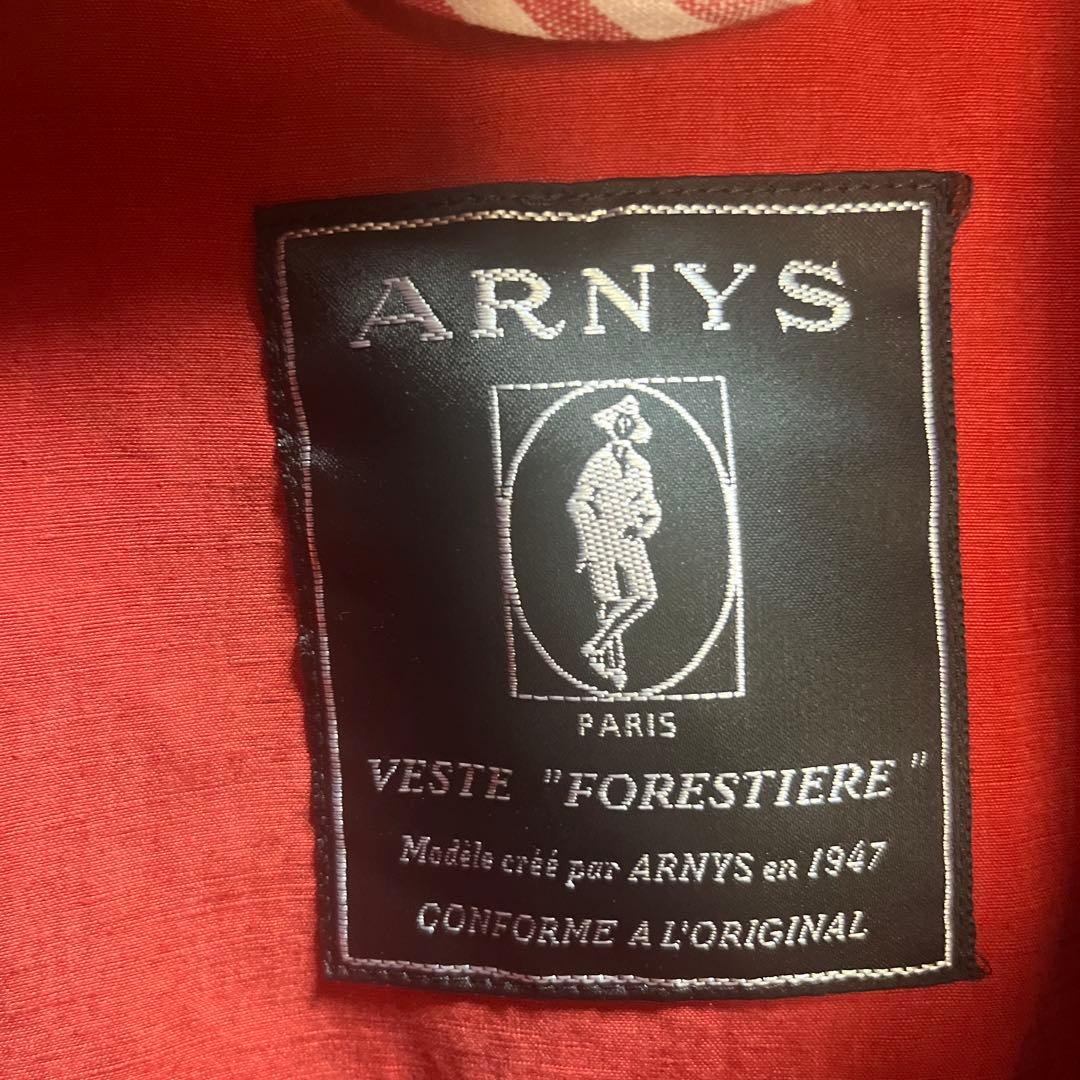 ARNYS
PARIS
VESTE "FORESTIERE"
Modèle créé par ARNYS en 1947
CONFORME A L'ORIGINAL